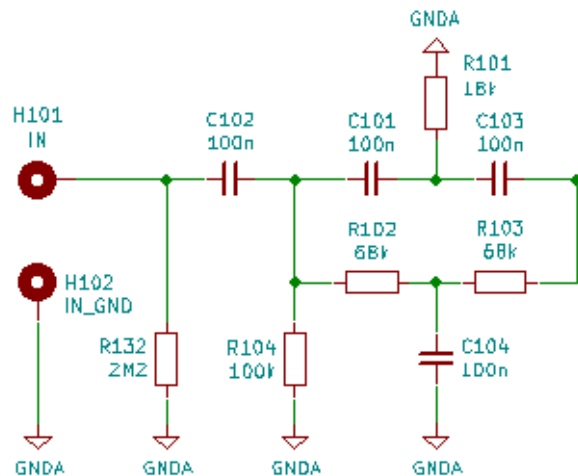 GNDA
R101
18k
H101
IN
C102
100n
C101
100n
C103
100n
R102
68k
R103
68k
H102
IN_GND
R132
2M2
R104
100k
C104
100n
GNDA
GNDA
GNDA
GNDA